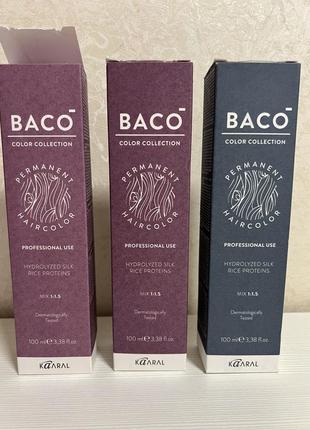 BACŌ
COLOR COLLECTION
PERMANENT
HAIRCOLOR
PROFESSIONAL USE
HYDROLYZED SILK
RICE PROTEINS
MIX 1:1.5
Dermatologically
Tested
100 ml℮3,38 fl.oz.
KAARAL
BACŌ
COLOR COLLECTION
PERMANENT
HAIRCOLOR
PROFESSIONAL USE
HYDROLYZED SILK
RICE PROTEINS
MIX 1:1.5
Dermatologically
Tested
100 ml℮3,38 fl.oz.
KAARAL
BACŌ
COLOR COLLECTION
PERMANENT
HAIRCOLOR
PROFESSIONAL USE
HYDROLYZED SILK
RICE PROTEINS
MIX 1:1.5
Dermatologically
Tested
100 ml℮3,38 fl.oz.
KAARAL